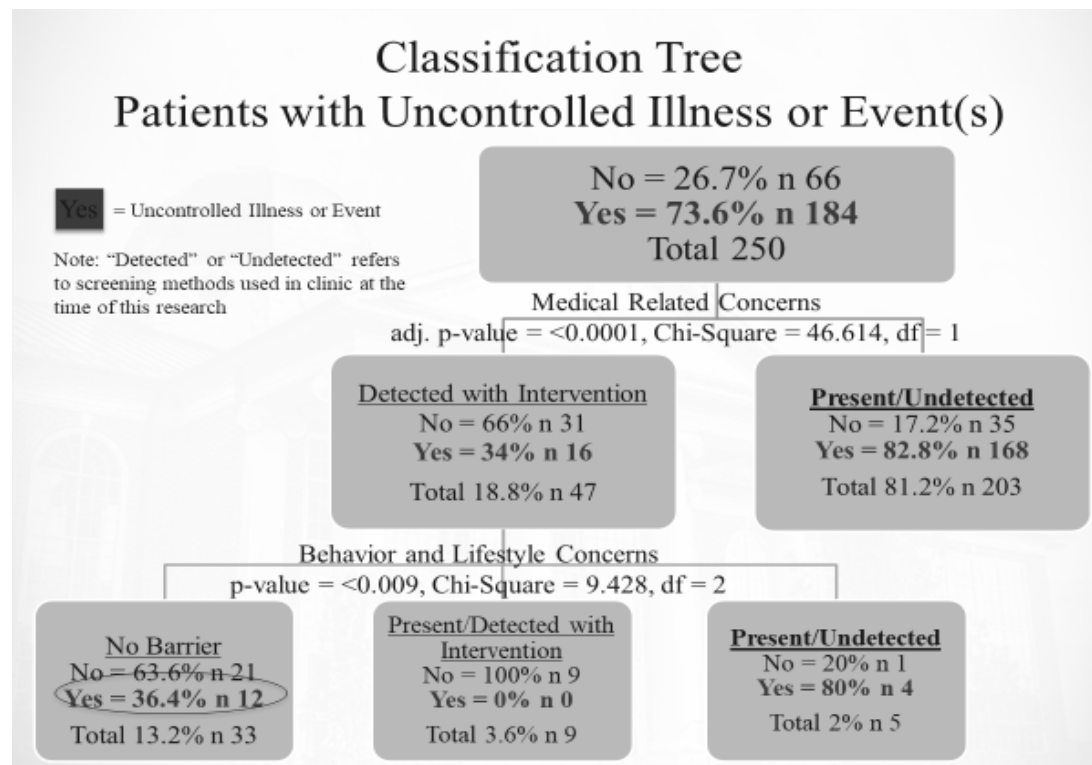 Classification Tree
Patients with Uncontrolled Illness or Event(s)
No = 26.7% n 66
Yes = 73.6% n 184
Total 250
Yes = Uncontrolled Illness or Event
Note: “Detected” or “Undetected” refers
to screening methods used in clinic at the
time of this research
Medical Related Concerns
adj. p-value = <0.0001, Chi-Square = 46.614, df = 1
Detected with Intervention
No = 66% n 31
Yes = 34% n 16
Total 18.8% n 47
Present/Undetected
No = 17.2% n 35
Yes = 82.8% n 168
Total 81.2% n 203
Behavior and Lifestyle Concerns
p-value = <0.009, Chi-Square = 9.428, df = 2
No Barrier
No = 63.6% n 21
Yes = 36.4% n 12
Total 13.2% n 33
Present/Detected with
Intervention
No = 100% n 9
Yes = 0% n 0
Total 3.6% n 9
Present/Undetected
No = 20% n 1
Yes = 80% n 4
Total 2% n 5